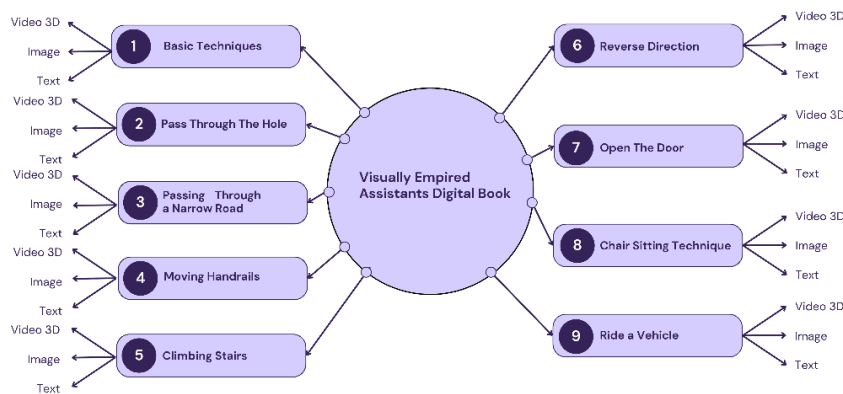 Video 3D
Image
Text
1
Basic Techniques
Video 3D
Image
Text
2
Pass Through The Hole
Video 3D
Image
Text
3
Passing Through
a Narrow Road
Video 3D
Image
Text
4
Moving Handrails
Video 3D
Image
Text
5
Climbing Stairs
Visually Empired
Assistants Digital Book
6
Reverse Direction
Video 3D
Image
Text
7
Open The Door
Video 3D
Image
Text
8
Chair Sitting Technique
Video 3D
Image
Text
9
Ride a Vehicle
Video 3D
Image
Text